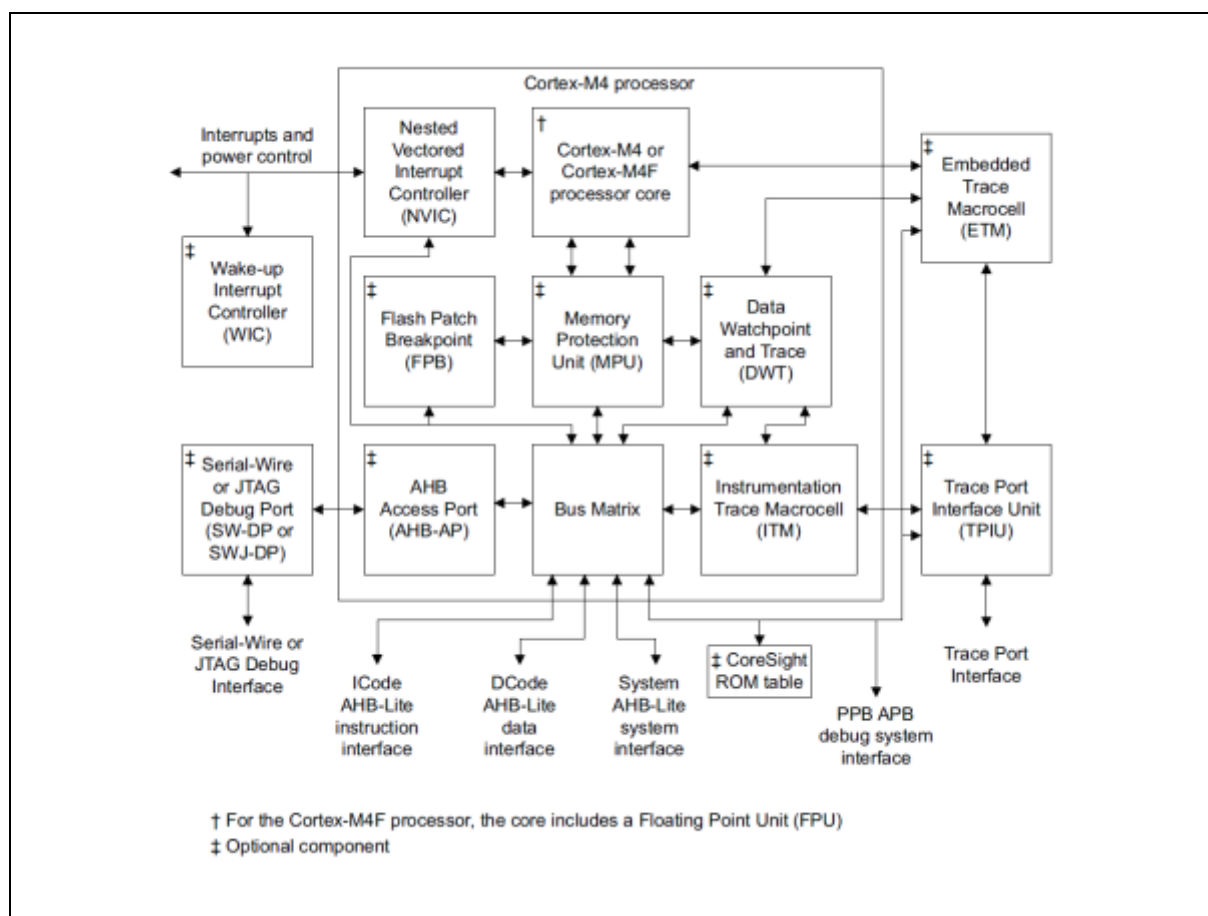 Cortex-M4 processor
Interrupts and
power control
Nested
Vectored
Interrupt
Controller
(NVIC)
†
Cortex-M4 or
Cortex-M4F
processor core
‡
Embedded
Trace
Macrocell
(ETM)
‡
Wake-up
Interrupt
Controller
(WIC)
‡
Flash Patch
Breakpoint
(FPB)
‡
Memory
Protection
Unit (MPU)
‡
Data
Watchpoint
and Trace
(DWT)
‡
Serial-Wire
or JTAG
Debug Port
(SW-DP or
SWJ-DP)
‡
AHB
Access Port
(AHB-AP)
Bus Matrix
‡
Instrumentation
Trace Macrocell
(ITM)
‡
Trace Port
Interface Unit
(TPIU)
Serial-Wire or
JTAG Debug
Interface
ICode
AHB-Lite
instruction
interface
DCode
AHB-Lite
data
interface
System
AHB-Lite
system
interface
‡ CoreSight
ROM table
PPB APB
debug system
interface
Trace Port
Interface
† For the Cortex-M4F processor, the core includes a Floating Point Unit (FPU)
‡ Optional component